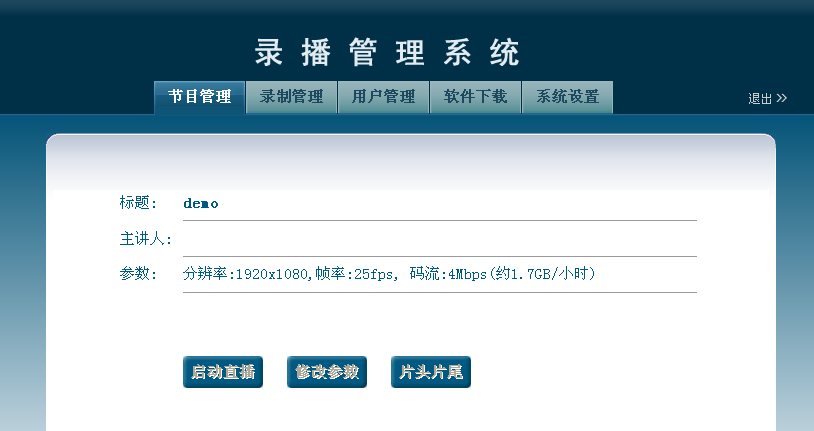 录播管理系统
节目管理 录制管理 用户管理 软件下载 系统设置 退出 >>
标题: demo
主讲人:
参数: 分辨率:1920x1080,帧率:25fps, 码流:4Mbps(约1.7GB/小时)
启动直播 修改参数 片头片尾